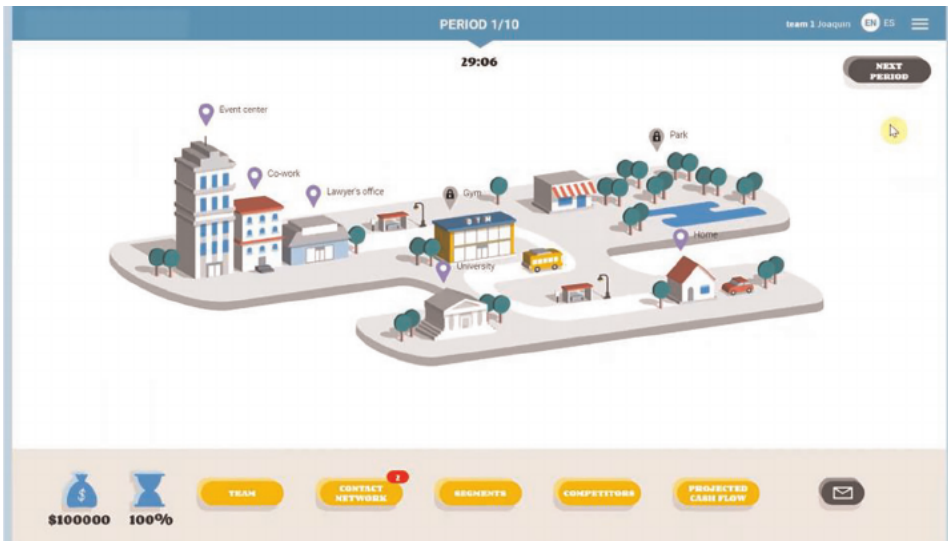 PERIOD 1/10
team 1 Joaquin EN ES
29:06
NEXT
PERIOD
Event center
Park
Co-work
Lawyer's office
Gym
GYM
Home
University
TEAM
CONTACT
NETWORK
2
SEGMENTS
COMPETITORS
PROJECTED
CASH FLOW
$
$100000
100%